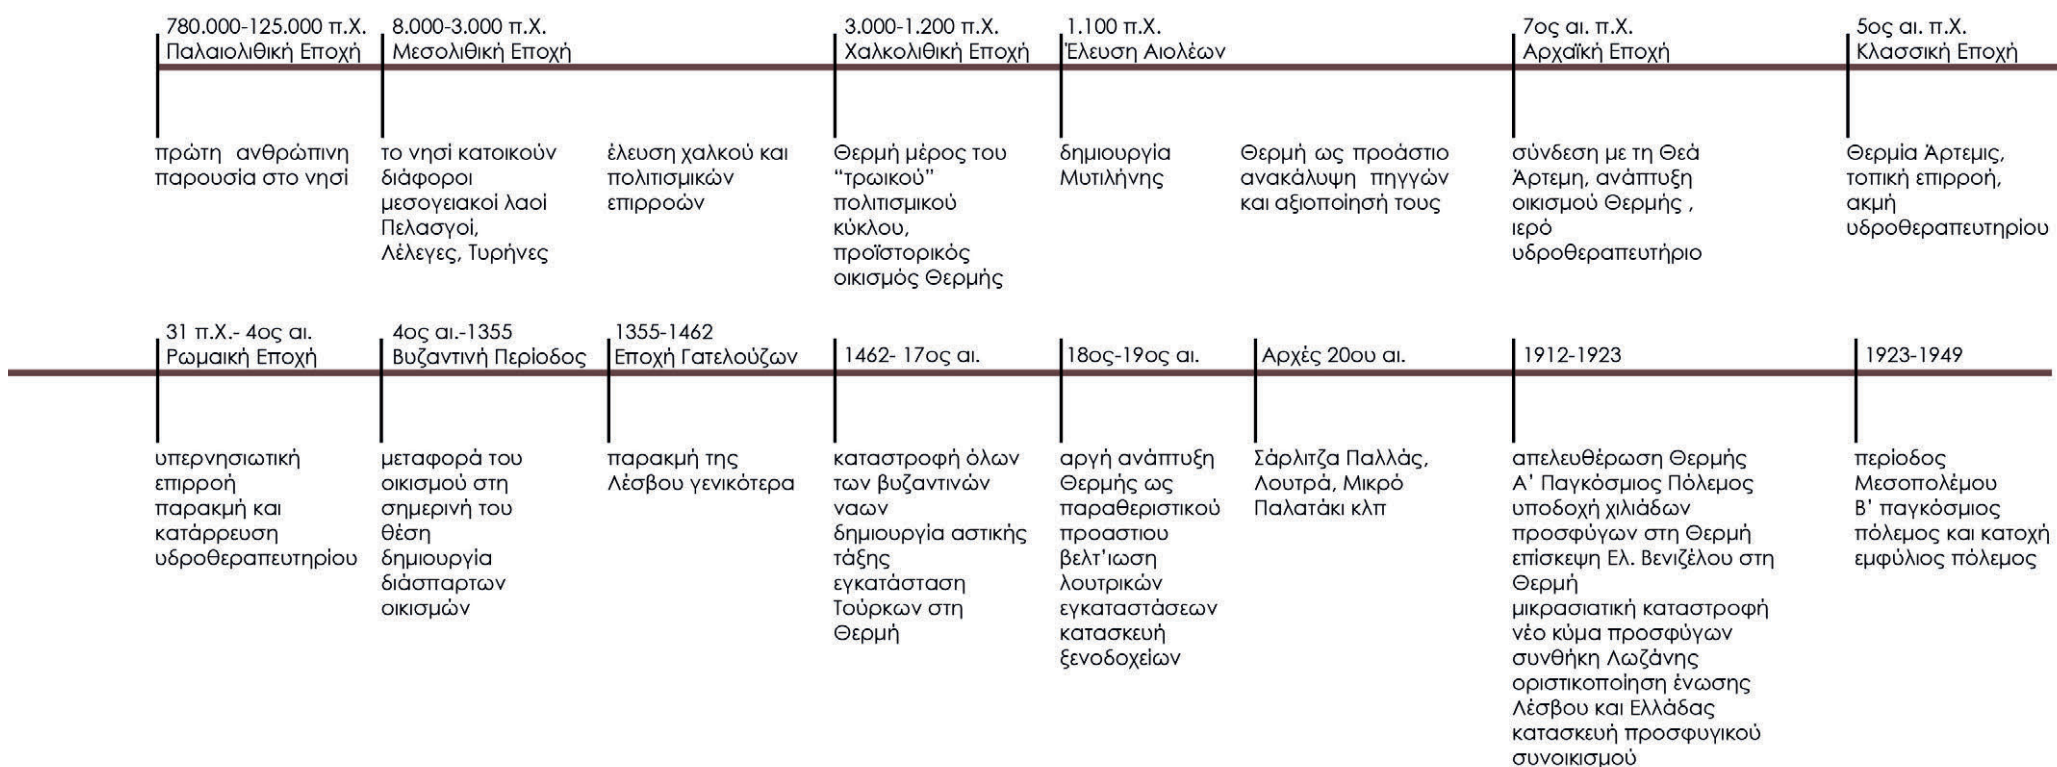 780.000-125.000 π.Χ.
Παλαιολιθική Εποχή
8.000-3.000 π.Χ.
Μεσολιθική Εποχή
3.000-1.200 π.Χ.
Χαλκολιθική Εποχή
1.100 π.Χ.
Έλευση Αιολέων
7ος αι. π.Χ.
Αρχαϊκή Εποχή
5ος αι. π.Χ.
Κλασσική Εποχή
πρώτη ανθρώπινη
παρουσία στο νησί
το νησί κατοικούν
διάφοροι
μεσογειακοί λαοί
Πελασγοί,
Λέλεγες, Τυρήνες
έλευση χαλκού και
πολιτισμικών
επιρροών
Θερμή μέρος του
“τρωικού”
πολιτισμικού
κύκλου,
προϊστορικός
οικισμός Θερμής
δημιουργία
Μυτιλήνης
Θερμή ως προάστιο
ανακάλυψη πηγγών
και αξιοποίησή τους
σύνδεση με τη Θεά
Άρτεμη, ανάπτυξη
οικισμού Θερμής ,
ιερό
υδροθεραπευτήριο
Θερμία Άρτεμις,
τοπική επιρροή,
ακμή
υδροθεραπευτηρίου
31 π.Χ.- 4ος αι.
Ρωμαική Εποχή
4ος αι.-1355
Βυζαντινή Περίοδος
1355-1462
Εποχή Γατελούζων
1462- 17ος αι.
18ος-19ος αι.
Αρχές 20ου αι.
1912-1923
1923-1949
υπερνησιωτική
επιρροή
παρακμή και
κατάρρευση
υδροθεραπευτηρίου
μεταφορά του
οικισμού στη
σημερινή του
θέση
δημιουργία
διάσπαρτων
οικισμών
παρακμή της
Λέσβου γενικότερα
καταστροφή όλων
των βυζαντινών
ναων
δημιουργία αστικής
τάξης
εγκατάσταση
Τούρκων στη
Θερμή
αργή ανάπτυξη
Θερμής ως
παραθεριστικού
προαστιου
βελτ’ιωση
λουτρικών
εγκαταστάσεων
κατασκευή
ξενοδοχείων
Σάρλιτζα Παλλάς,
Λουτρά, Μικρό
Παλατάκι κλπ
απελευθέρωση Θερμής
Α’ Παγκόσμιος Πόλεμος
υποδοχή χιλιάδων
προσφύγων στη Θερμή
επίσκεψη Ελ. Βενιζέλου στη
Θερμή
μικρασιατική καταστροφή
νέο κύμα προσφύγων
συνθήκη Λωζάνης
οριστικοποίηση ένωσης
Λέσβου και Ελλάδας
κατασκευή προσφυγικού
συνοικισμού
περίοδος
Μεσοπολέμου
Β’ παγκόσμιος
πόλεμος και κατοχή
εμφύλιος πόλεμος